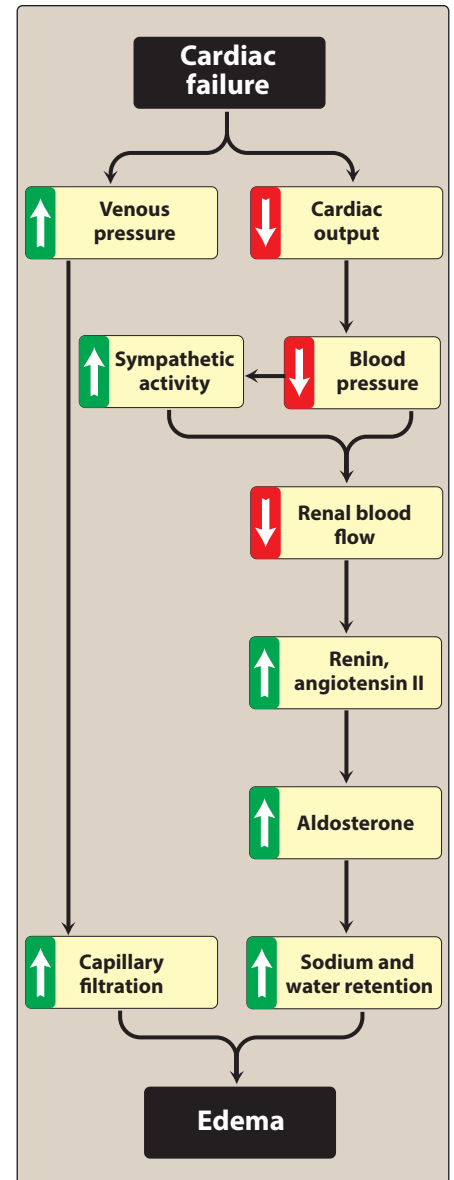 Cardiac
failure
Venous
pressure
Cardiac
output
Sympathetic
activity
Blood
pressure
Renal blood
flow
Renin,
angiotensin II
Aldosterone
Capillary
filtration
Sodium and
water retention
Edema